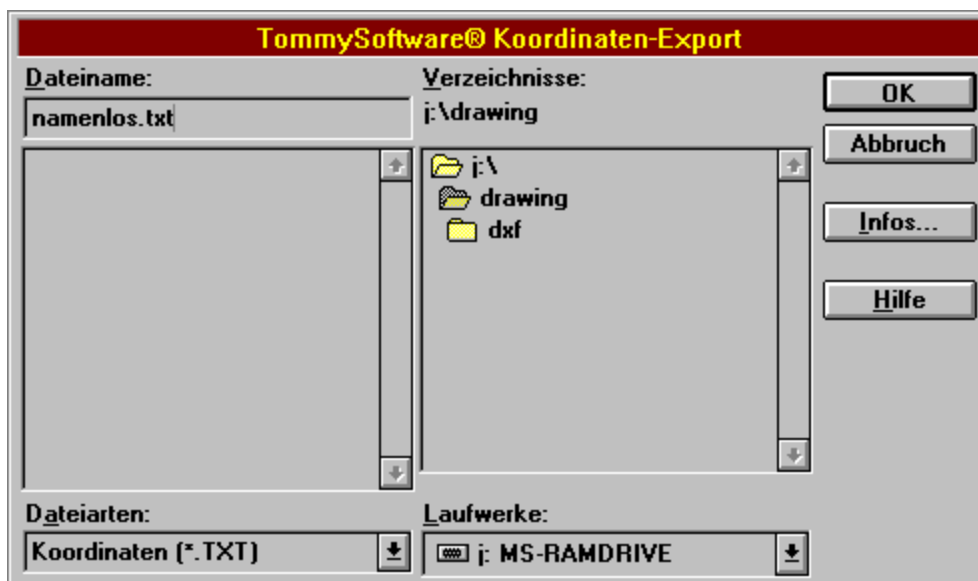 TommySoftware® Koordinaten-Export
Dateiname:
namenlos.txt
Verzeichnisse:
j:\drawing
j:\
drawing
dxf
OK
Abbruch
Infos...
Hilfe
Dateiarten:
Koordinaten (*.TXT)
Laufwerke:
j: MS-RAMDRIVE